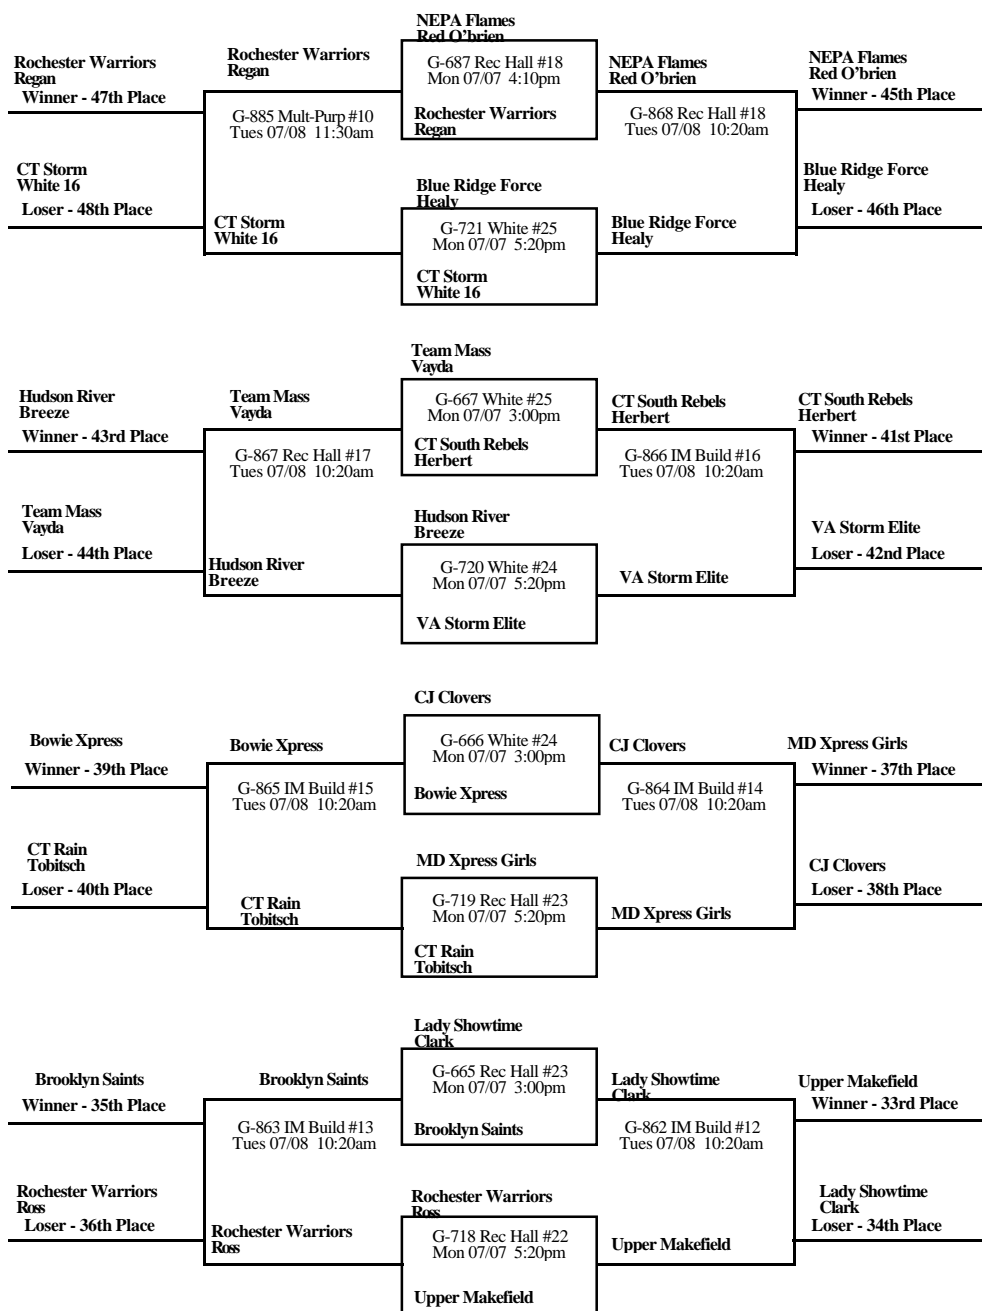 NEPA Flames
Red O’brien
Rochester Warriors
Regan
Rochester Warriors
Regan
Winner - 47th Place
G-687 Rec Hall #18
Mon 07/07 4:10pm
NEPA Flames
Red O’brien
NEPA Flames
Red O’brien
Winner - 45th Place
G-885 Mult-Purp #10
Tues 07/08 11:30am
Rochester Warriors
Regan
G-868 Rec Hall #18
Tues 07/08 10:20am
CT Storm
White 16
Loser - 48th Place
Blue Ridge Force
Healy
Blue Ridge Force
Healy
Loser - 46th Place
CT Storm
White 16
G-721 White #25
Mon 07/07 5:20pm
Blue Ridge Force
Healy
CT Storm
White 16
Team Mass
Vayda
Hudson River
Breeze
Winner - 43rd Place
Team Mass
Vayda
G-667 White #25
Mon 07/07 3:00pm
CT South Rebels
Herbert
CT South Rebels
Herbert
Winner - 41st Place
G-867 Rec Hall #17
Tues 07/08 10:20am
CT South Rebels
Herbert
G-866 IM Build #16
Tues 07/08 10:20am
Team Mass
Vayda
Loser - 44th Place
Hudson River
Breeze
VA Storm Elite
Loser - 42nd Place
Hudson River
Breeze
G-720 White #24
Mon 07/07 5:20pm
VA Storm Elite
VA Storm Elite
CJ Clovers
Bowie Xpress
Winner - 39th Place
Bowie Xpress
G-666 White #24
Mon 07/07 3:00pm
CJ Clovers
MD Xpress Girls
Winner - 37th Place
G-865 IM Build #15
Tues 07/08 10:20am
Bowie Xpress
G-864 IM Build #14
Tues 07/08 10:20am
CT Rain
Tobitsch
Loser - 40th Place
MD Xpress Girls
CJ Clovers
Loser - 38th Place
CT Rain
Tobitsch
G-719 Rec Hall #23
Mon 07/07 5:20pm
MD Xpress Girls
CT Rain
Tobitsch
Lady Showtime
Clark
Brooklyn Saints
Winner - 35th Place
Brooklyn Saints
G-665 Rec Hall #23
Mon 07/07 3:00pm
Lady Showtime
Clark
Upper Makefield
Winner - 33rd Place
G-863 IM Build #13
Tues 07/08 10:20am
Brooklyn Saints
G-862 IM Build #12
Tues 07/08 10:20am
Rochester Warriors
Ross
Loser - 36th Place
Rochester Warriors
Ross
Lady Showtime
Clark
Loser - 34th Place
Rochester Warriors
Ross
G-718 Rec Hall #22
Mon 07/07 5:20pm
Upper Makefield
Upper Makefield